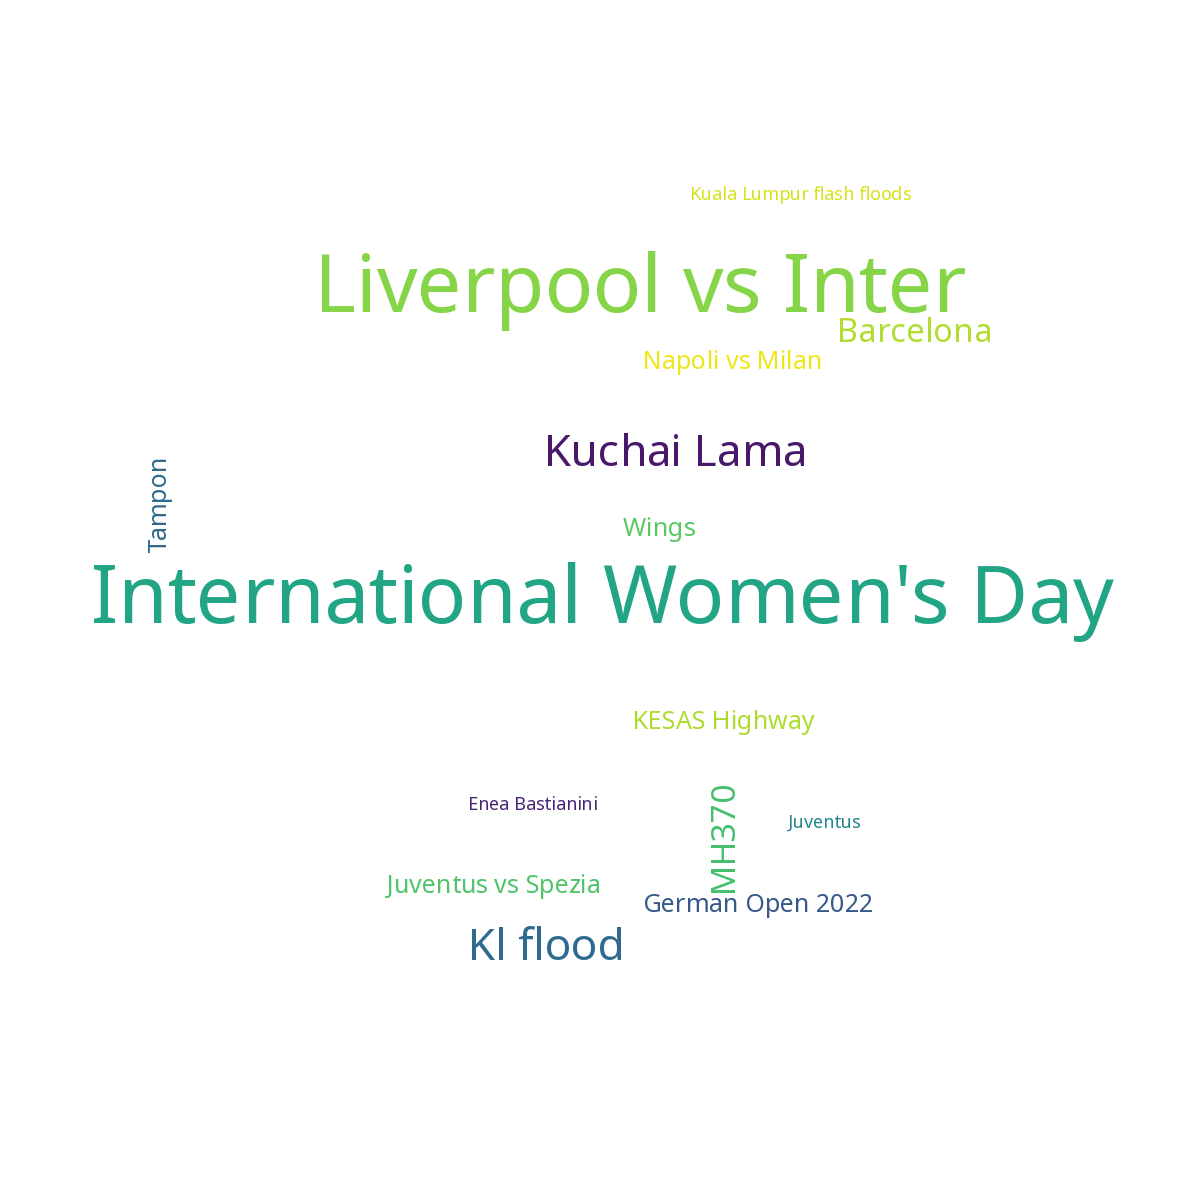 Kuala Lumpur flash floods
Liverpool vs Inter
Barcelona
Napoli vs Milan
Kuchai Lama
Tampon
Wings
International Women's Day
KESAS Highway
Enea Bastianini
MH370
Juventus
Juventus vs Spezia
German Open 2022
Kl flood